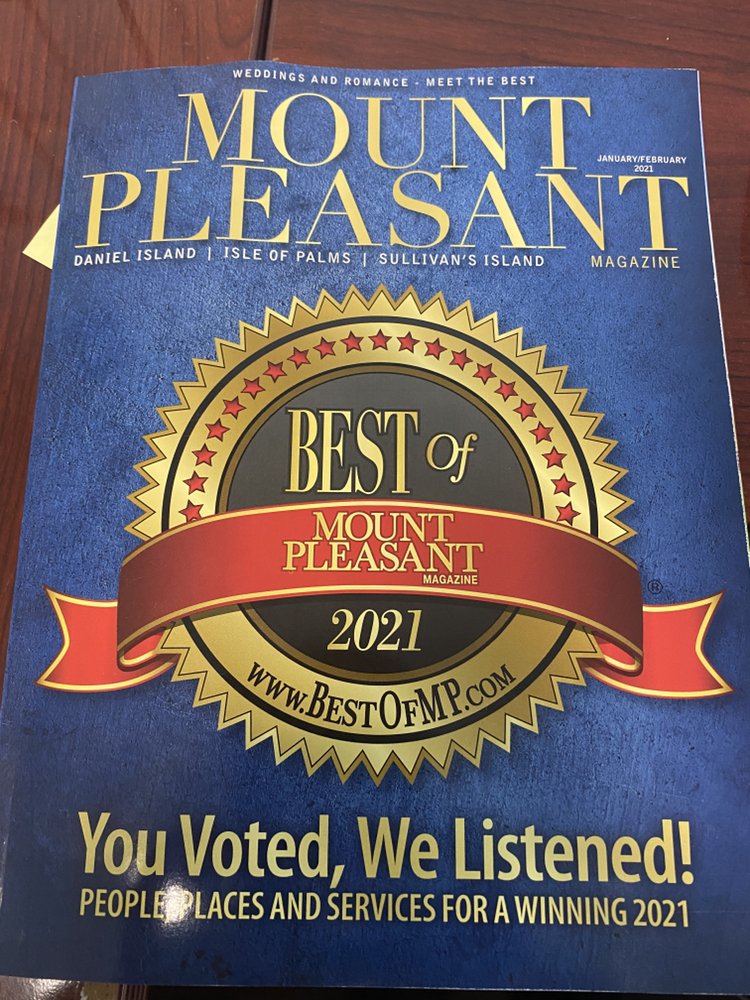 WEDDINGS AND ROMANCE - MEET THE BEST
MOUNT
JANUARY/FEBRUARY
2021
PLEASANT
DANIEL ISLAND | ISLE OF PALMS | SULLIVAN'S ISLAND
MAGAZINE
BEST Of
MOUNT
PLEASANT
MAGAZINE
®
2021
www.BestOfMP.com
You Voted, We Listened!
PEOPLE, PLACES AND SERVICES FOR A WINNING 2021